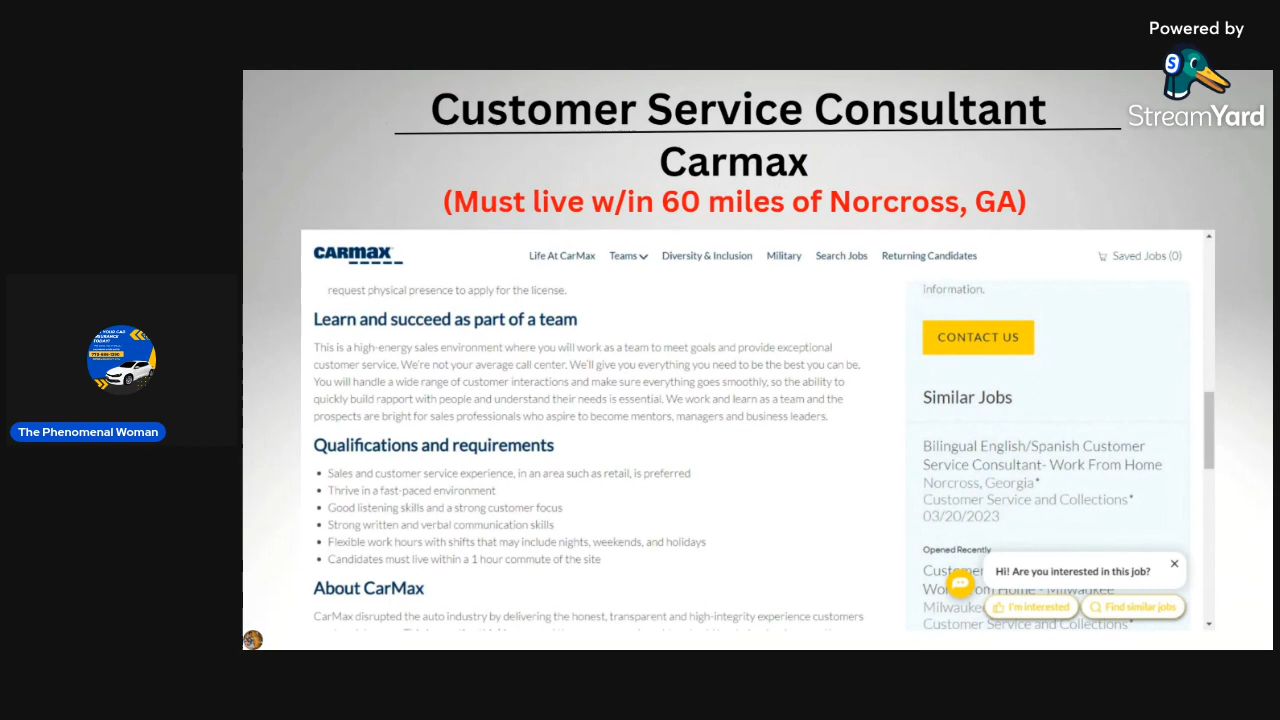 Powered by
StreamYard
Customer Service Consultant
Carmax
(Must live w/in 60 miles of Norcross, GA)
CARMAX
Life At CarMax
Teams
Diversity & Inclusion
Military
Search Jobs
Returning Candidates
Saved Jobs (0)
request physical presence to apply for the license.
Learn and succeed as part of a team
This is a high-energy sales environment where you will work as a team to meet goals and provide exceptional
customer service. We're not your average call center. We'll give you everything you need to be the best you can be.
You will handle a wide range of customer interactions and make sure everything goes smoothly, so the ability to
quickly build rapport with people and understand their needs is essential. We work and learn as a team and the
prospects are bright for sales professionals who aspire to become mentors, managers and business leaders.
Qualifications and requirements
Sales and customer service experience, in an area such as retail, is preferred
Thrive in a fast-paced environment
Good listening skills and a strong customer focus
Strong written and verbal communication skills
Flexible work hours with shifts that may include nights, weekends, and holidays
Candidates must live within a 1 hour commute of the site
About CarMax
CarMax disrupted the auto industry by delivering the honest, transparent and high-integrity experience customers
information.
CONTACT US
Similar Jobs
Bilingual English/Spanish Customer
Service Consultant- Work From Home
Norcross, Georgia*
Customer Service and Collections*
03/20/2023
Opened Recently
Customer
From Home - Milwaukee
Milwaukee
Customer Service and Collections*
Hi! Are you interested in this job?
I'm interested
Find similar jobs
YOUR CAR
INSURANCE
TODAY!
The Phenomenal Woman